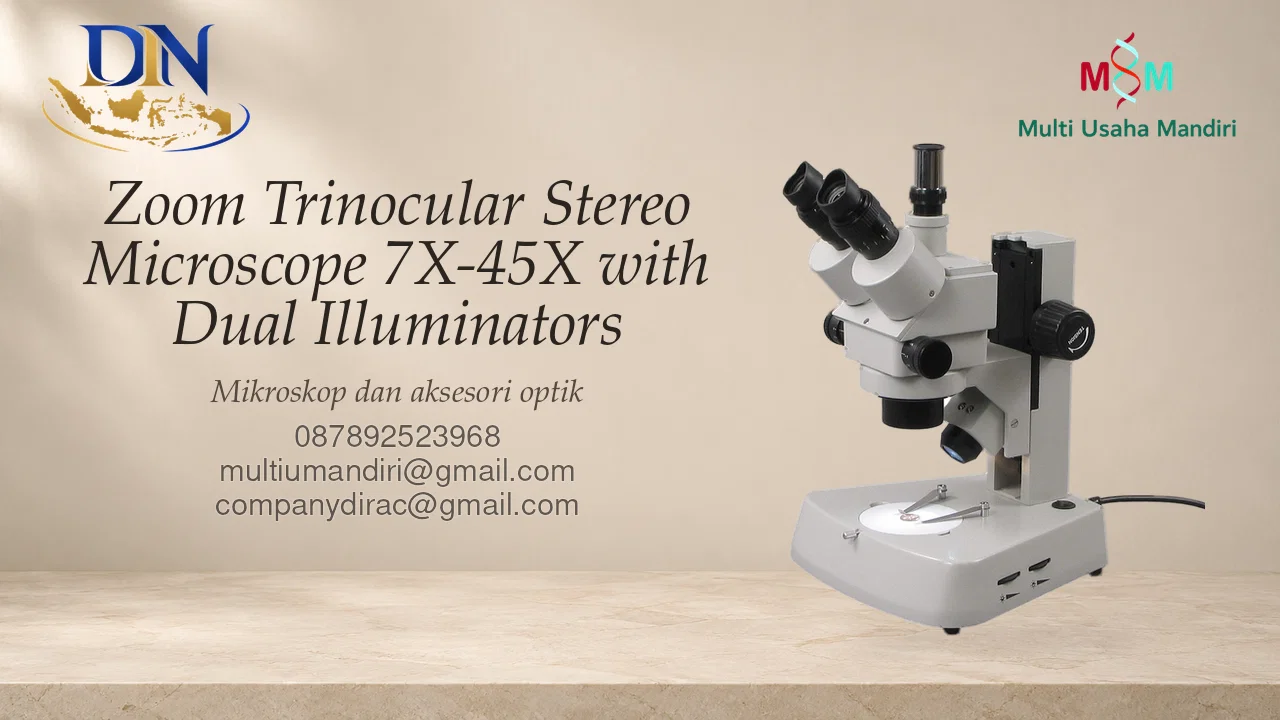 DN
M M
Multi Usaha Mandiri
Zoom Trinocular Stereo
Microscope 7X-45X with
Dual Illuminators
Mikroskop dan aksesori optik
087892523968
multiumandiri@gmail.com
companydirac@gmail.com
TENSION